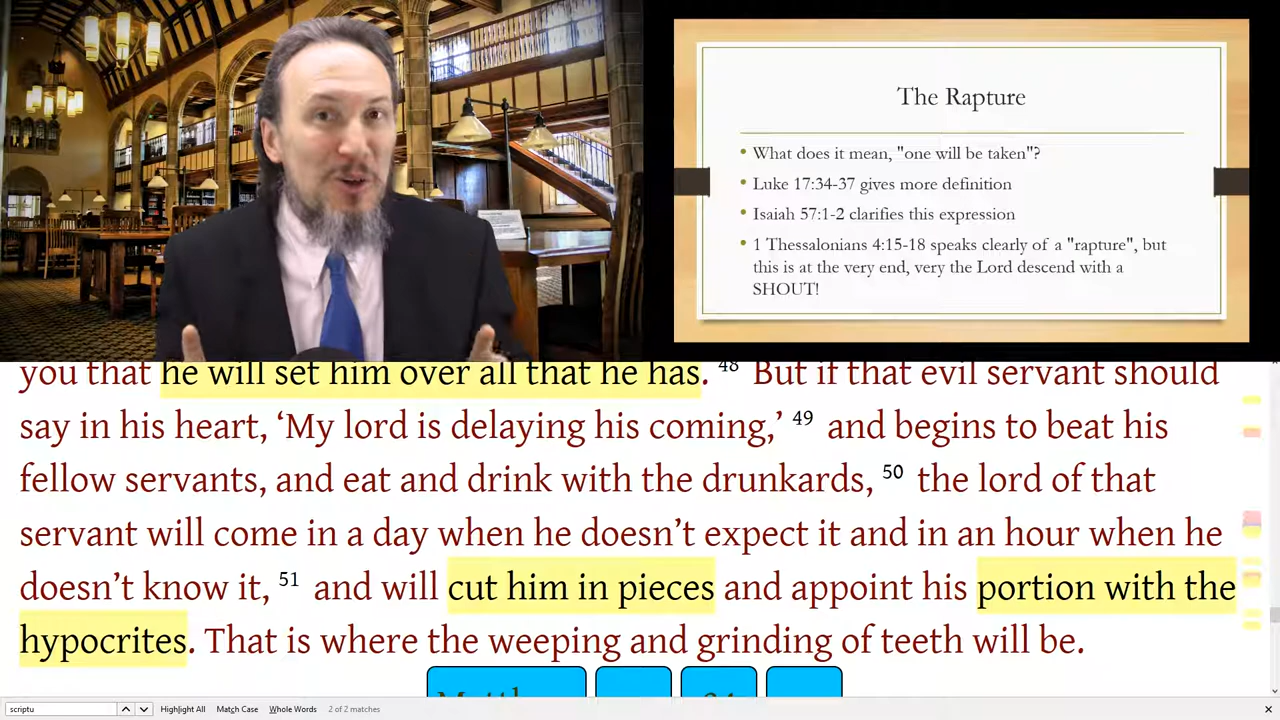 The Rapture
• What does it mean, "one will be taken"?
• Luke 17:34-37 gives more definition
• Isaiah 57:1-2 clarifies this expression
• 1 Thessalonians 4:15-18 speaks clearly of a "rapture", but
this is at the very end, very the Lord descend with a
SHOUT!
you that he will set him over all that he has. 48 But if that evil servant should
say in his heart, ‘My lord is delaying his coming,’ 49 and begins to beat his
fellow servants, and eat and drink with the drunkards, 50 the lord of that
servant will come in a day when he doesn’t expect it and in an hour when he
doesn’t know it, 51 and will cut him in pieces and appoint his portion with the
hypocrites. That is where the weeping and grinding of teeth will be.
scriptu Highlight All Match Case Whole Words 2 of 2 matches